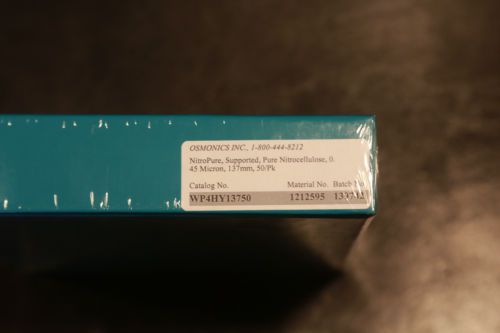 OSMONICS INC., 1-800-444-8212
NitroPure, Supported, Pure Nitrocellulose, 0.
45 Micron, 137mm, 50/Pk
Catalog No. Material No. Batch No
WP4HY13750 1212595